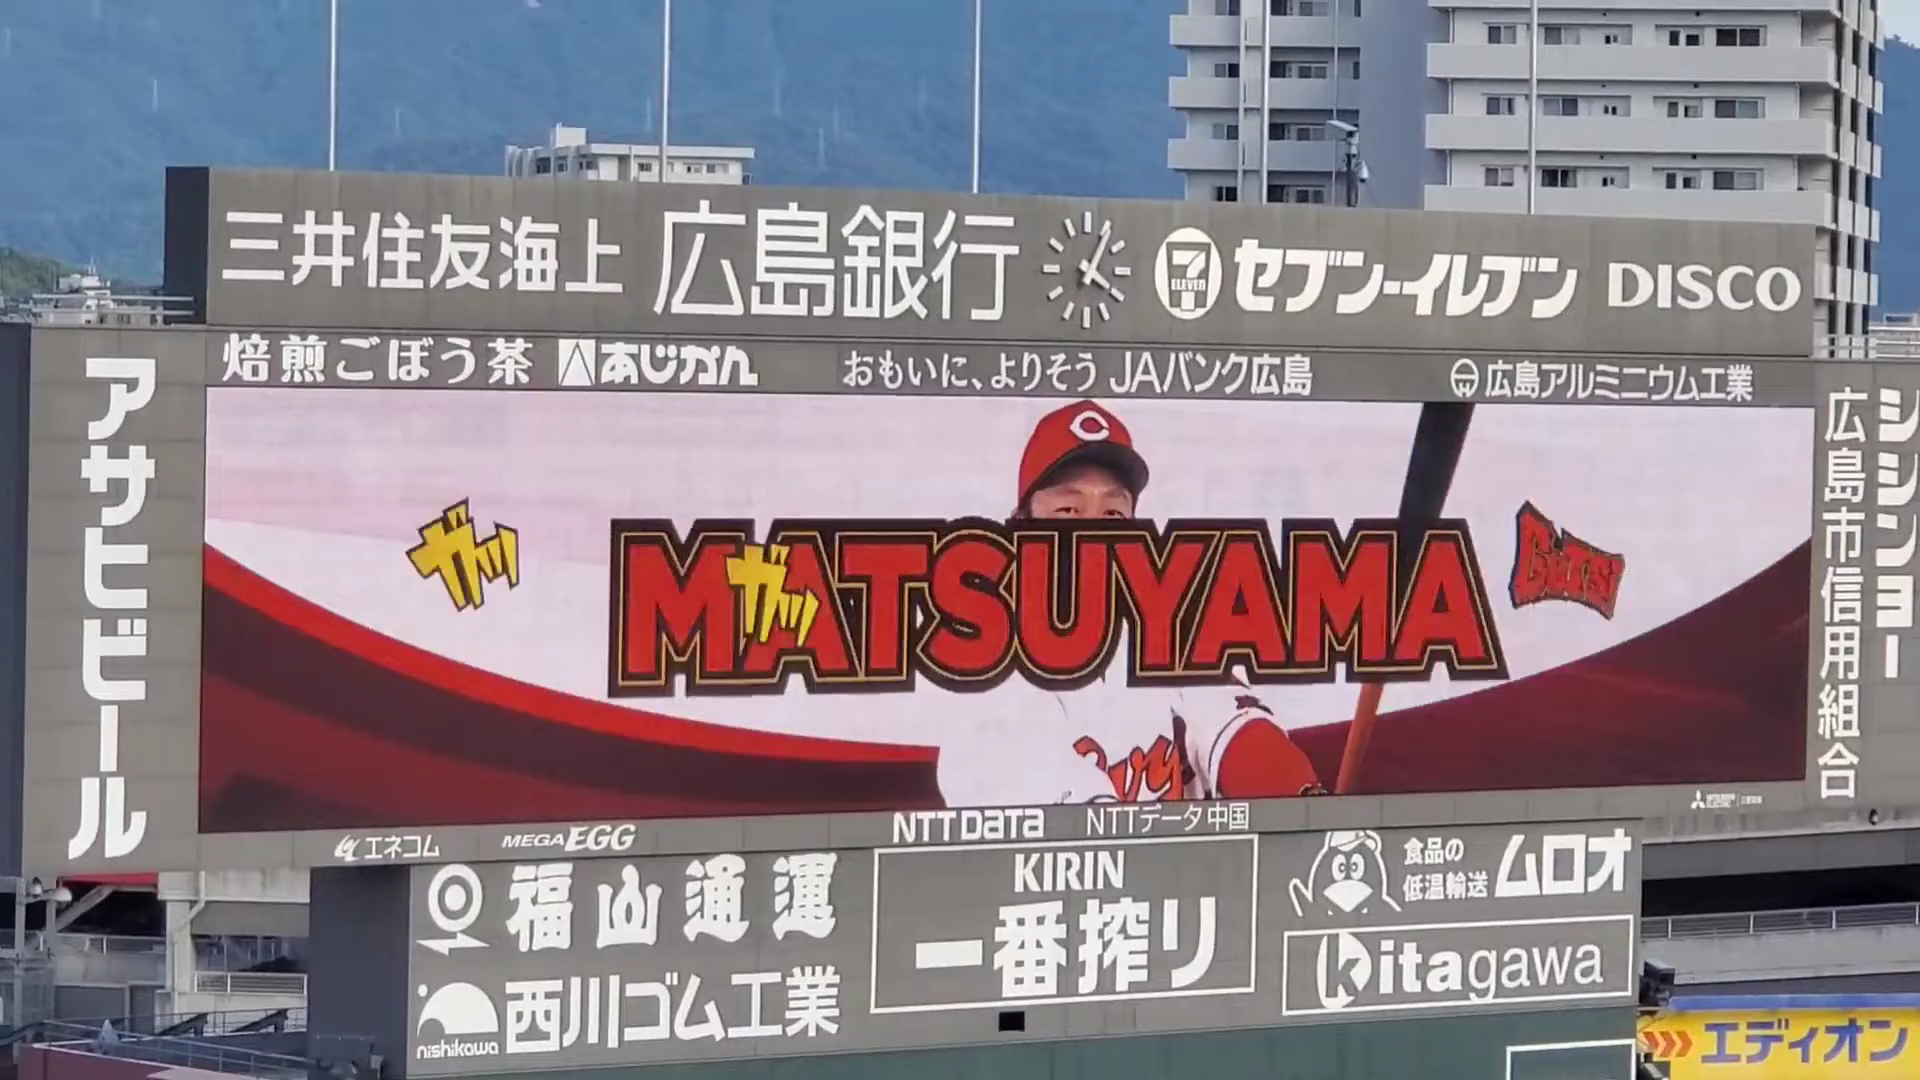 三井住友海上
広島銀行
7 ELEVEN
セブン-イレブン
DISCO
焙煎ごぼう茶
あじかん
おもいに、よりそう JAバンク広島
広島アルミニウム工業
アサヒビール
C
ガッ
ガッ
MATSUYAMA
Guts!
シシンヨー
広島市信用組合
エネコム
MEGA EGG
NTT DATA
NTTデータ中国
MITSUBISHI ELECTRIC
福山通運
KIRIN
一番搾り
食品の
低温輸送
ムロオ
nishikawa
西川ゴム工業
kitagawa
エディオン